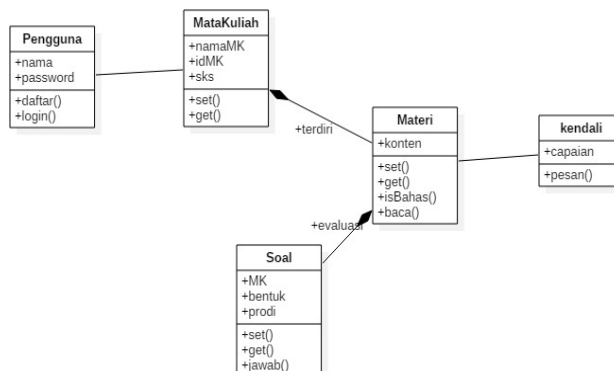 Pengguna
+nama
+password
+daftar()
+login()
MataKuliah
+namaMK
+idMK
+sks
+set()
+get()
+terdiri
Materi
+konten
+set()
+get()
+isBahas()
+baca()
kendali
+capaian
+pesan()
+evaluasi
Soal
+MK
+bentuk
+prodi
+set()
+get()
+jawab()